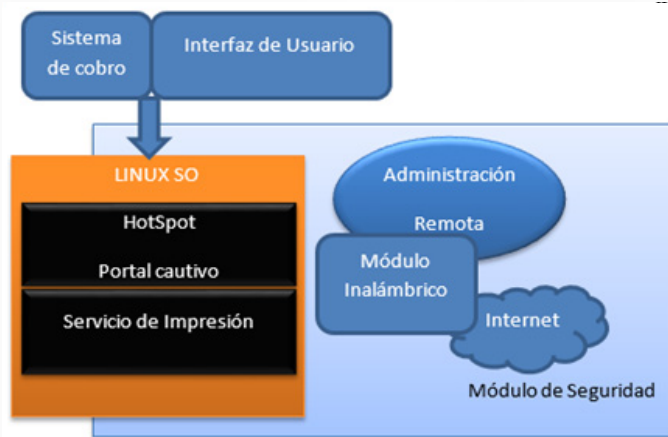 Sistema
de cobro
Interfaz de Usuario
LINUX SO
HotSpot
Portal cautivo
Servicio de Impresión
Administración
Remota
Módulo
Inalámbrico
Internet
Módulo de Seguridad